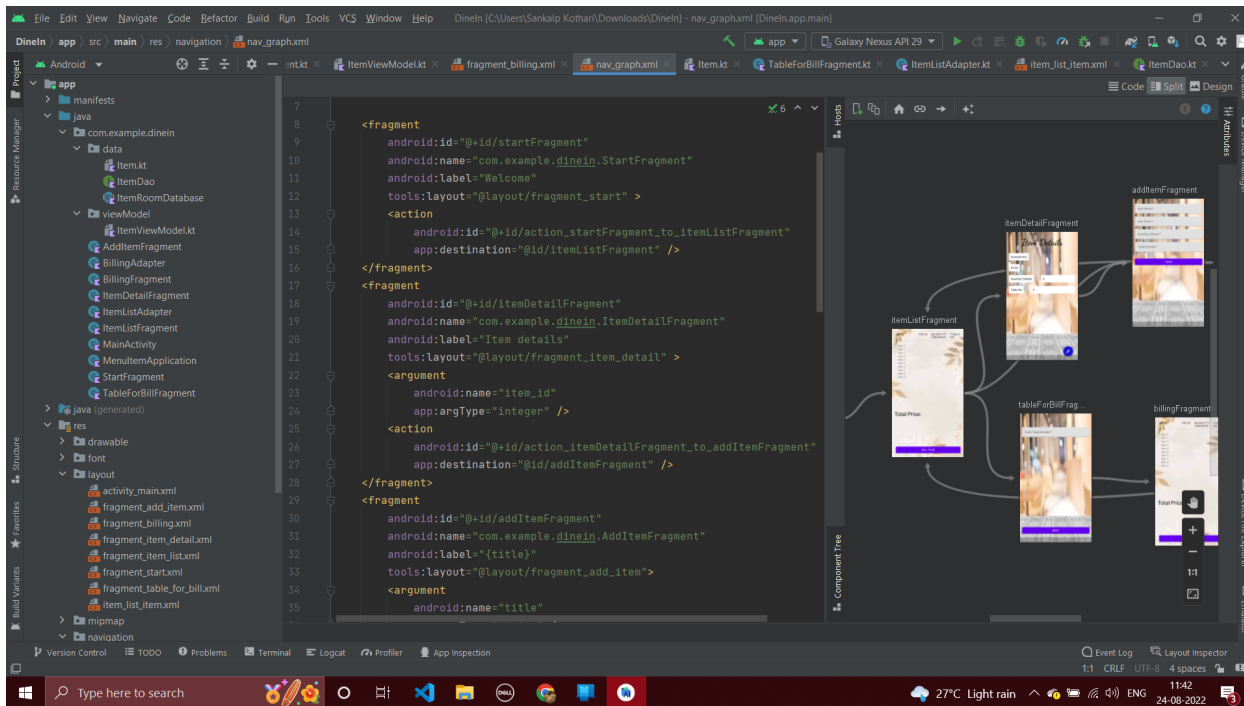 File Edit View Navigate Code Refactor Build Run Tools VCS Window Help DineIn [C:\Users\Sankalp Kothari\Downloads\DineIn] - nav_graph.xml [DineIn.app.main]
DineIn app src main res navigation nav_graph.xml
app Galaxy Nexus API 29
Android
ent.kt ItemViewModel.kt fragment_billing.xml nav_graph.xml Item.kt TableForBillFragment.kt ItemListAdapter.kt item_list_item.xml ItemDao.kt
Code Split Design
Project
Resource Manager
Structure
Favorites
Build Variants
app
manifests
java
com.example.dinein
data
Item.kt
ItemDao
ItemRoomDatabase
viewModel
ItemViewModel.kt
AddItemFragment
BillingAdapter
BillingFragment
ItemDetailFragment
ItemListAdapter
ItemListFragment
MainActivity
MenuItemApplication
StartFragment
TableForBillFragment
java (generated)
res
drawable
font
layout
activity_main.xml
fragment_add_item.xml
fragment_billing.xml
fragment_item_detail.xml
fragment_item_list.xml
fragment_start.xml
fragment_table_for_bill.xml
item_list_item.xml
mipmap
navigation
6
7
8 <fragment
9 android:id="@+id/startFragment"
10 android:name="com.example.dinein.StartFragment"
11 android:label="Welcome"
12 tools:layout="@layout/fragment_start" >
13 <action
14 android:id="@+id/action_startFragment_to_itemListFragment"
15 app:destination="@id/itemListFragment" />
16 </fragment>
17 <fragment
18 android:id="@+id/itemDetailFragment"
19 android:name="com.example.dinein.ItemDetailFragment"
20 android:label="Item details"
21 tools:layout="@layout/fragment_item_detail" >
22 <argument
23 android:name="item_id"
24 app:argType="integer" />
25 <action
26 android:id="@+id/action_itemDetailFragment_to_addItemFragment"
27 app:destination="@id/addItemFragment" />
28 </fragment>
29 <fragment
30 android:id="@+id/addItemFragment"
31 android:name="com.example.dinein.AddItemFragment"
32 android:label="{title}"
33 tools:layout="@layout/fragment_add_item">
34 <argument
35 android:name="title"
Hosts
Component Tree
Attributes
addItemFragment
itemDetailFragment
Item Details
itemListFragment
Total Price:
tableForBillFrag...
billingFragment
Total Price
1:1
Version Control TODO Problems Terminal Logcat Profiler App Inspection
Event Log Layout Inspector
1:1 CRLF UTF-8 4 spaces
Type here to search
DELL
27°C Light rain ENG
11:42
24-08-2022
3